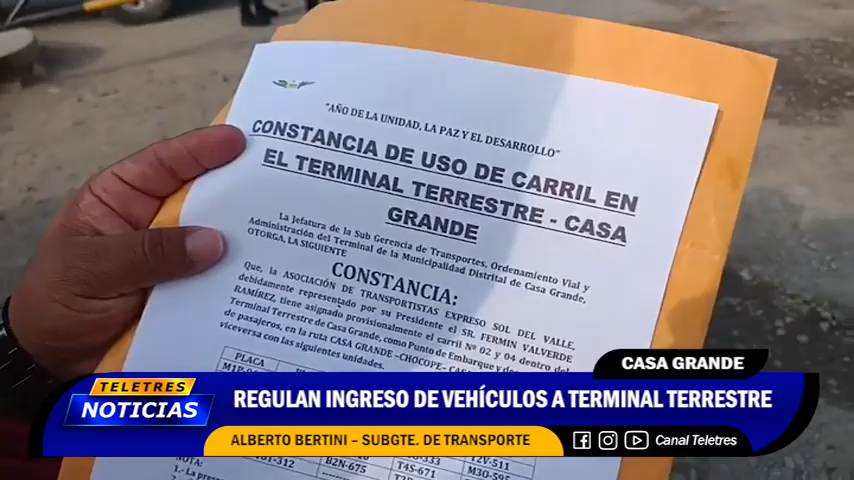 "AÑO DE LA UNIDAD, LA PAZ Y EL DESARROLLO"
CONSTANCIA DE USO DE CARRIL EN
EL TERMINAL TERRESTRE - CASA
GRANDE
La Jefatura de la Sub Gerencia de Transportes, Ordenamiento Vial y
Administración del Terminal de la Municipalidad Distrital de Casa Grande,
OTORGA, LA SIGUIENTE
CONSTANCIA:
Que, la ASOCIACIÓN DE TRANSPORTISTAS EXPRESO SOL DEL VALLE,
debidamente representado por su Presidente el SR. FERMIN VALVERDE
RAMÍREZ, tiene asignado provisionalmente el carril Nº 02 y 04 dentro del
Terminal Terrestre de Casa Grande, como Punto de Embarque y
de pasajeros, en la ruta CASA GRANDE -CHOCOPE-
viceversa con las siguientes unidades.
PLACA
CASA GRANDE
TELETRES
NOTICIAS
REGULAN INGRESO DE VEHÍCULOS A TERMINAL TERRESTRE
ALBERTO BERTINI – SUBGTE. DE TRANSPORTE
Canal Teletres
T2V-511
B2N-675 T4S-671 M3O-595
NOTA: